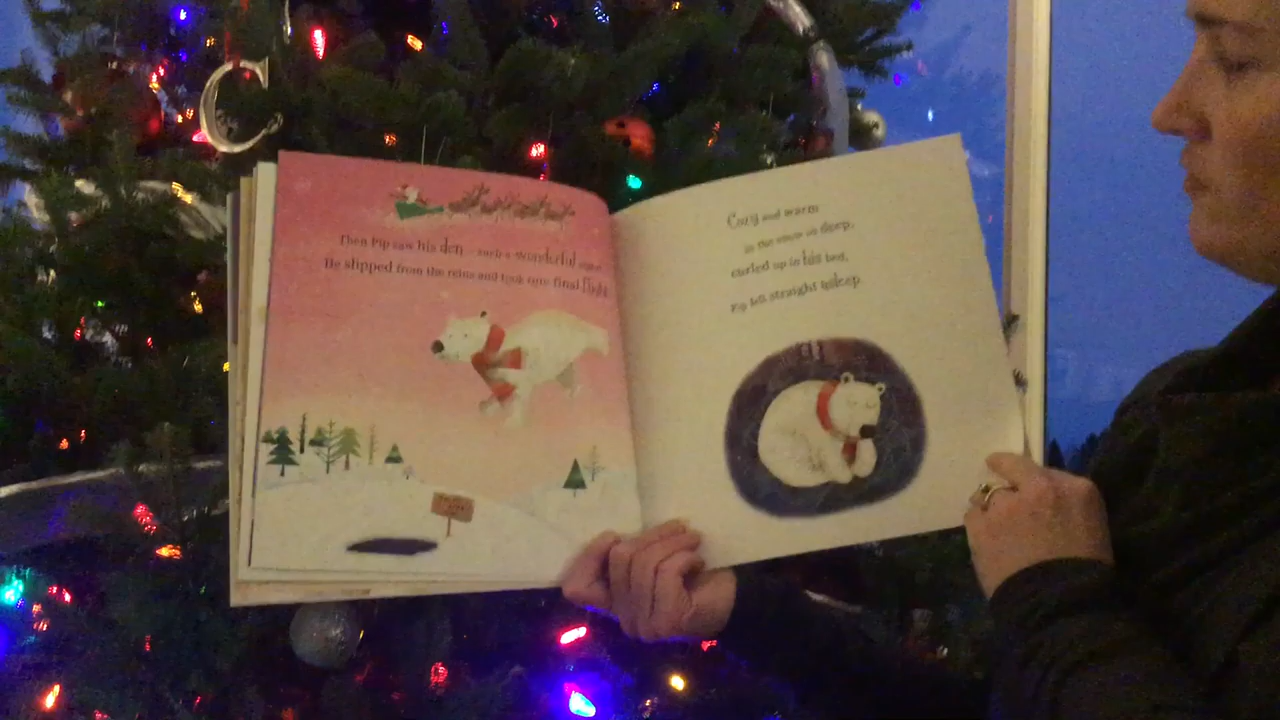 C
Then Pip saw his den - such a wonderful sight.
He slipped from the reins and took one final flight
Cozy and warm
in the snow so deep,
curled up in his bed,
Pip fell straight asleep.